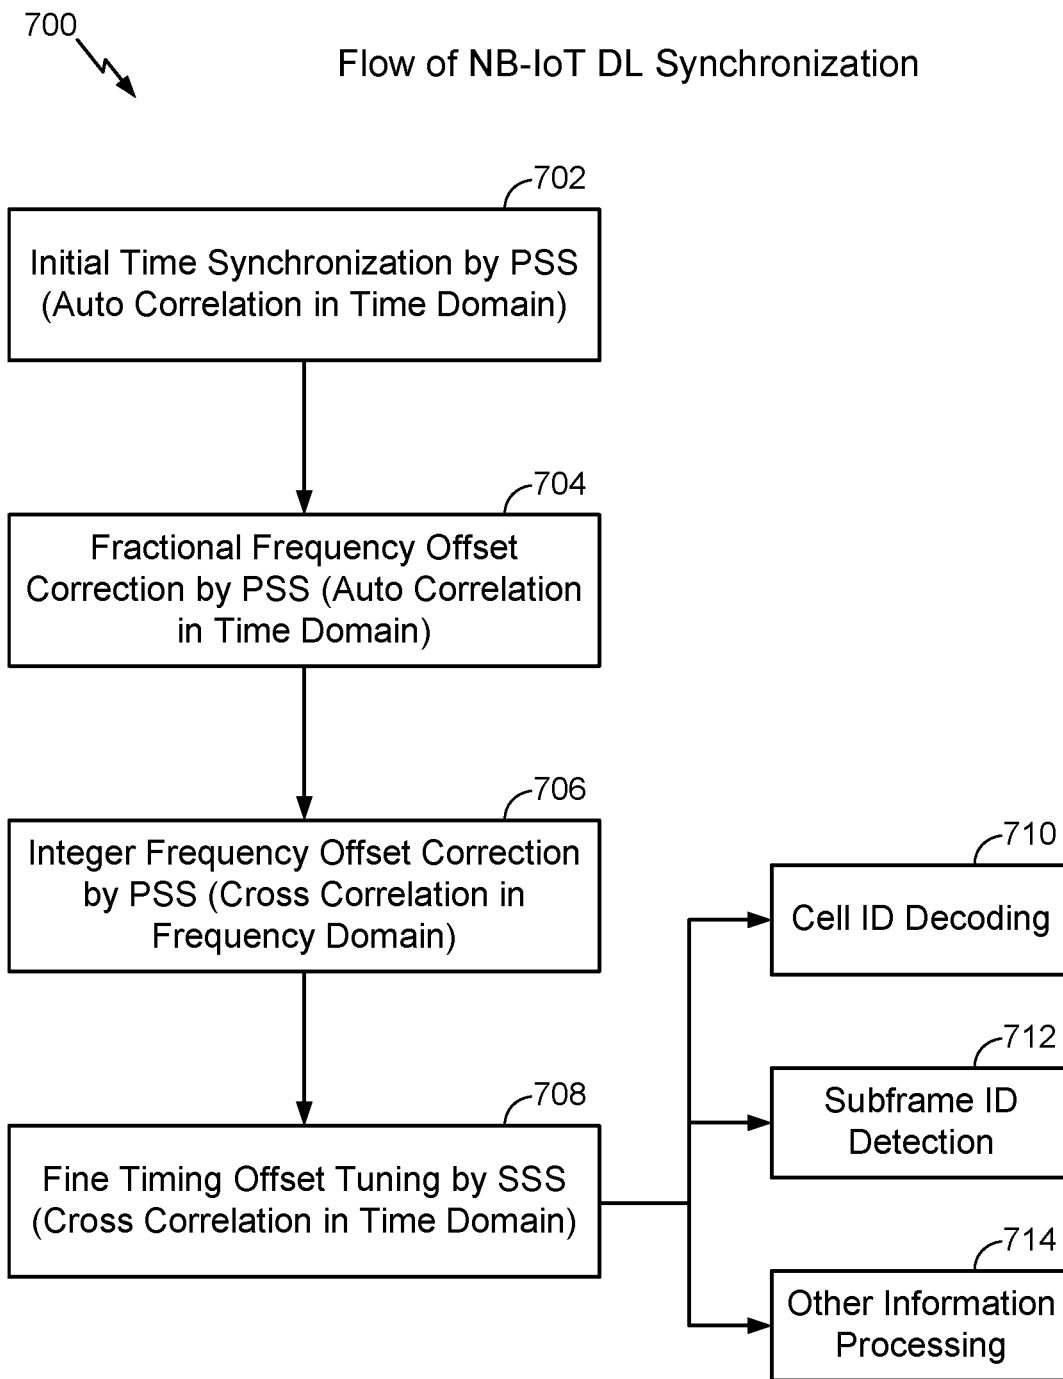 700
Flow of NB-IoT DL Synchronization
702
Initial Time Synchronization by PSS
(Auto Correlation in Time Domain)
704
Fractional Frequency Offset
Correction by PSS (Auto Correlation
in Time Domain)
706
Integer Frequency Offset Correction
by PSS (Cross Correlation in
Frequency Domain)
708
Fine Timing Offset Tuning by SSS
(Cross Correlation in Time Domain)
710
Cell ID Decoding
712
Subframe ID
Detection
714
Other Information
Processing